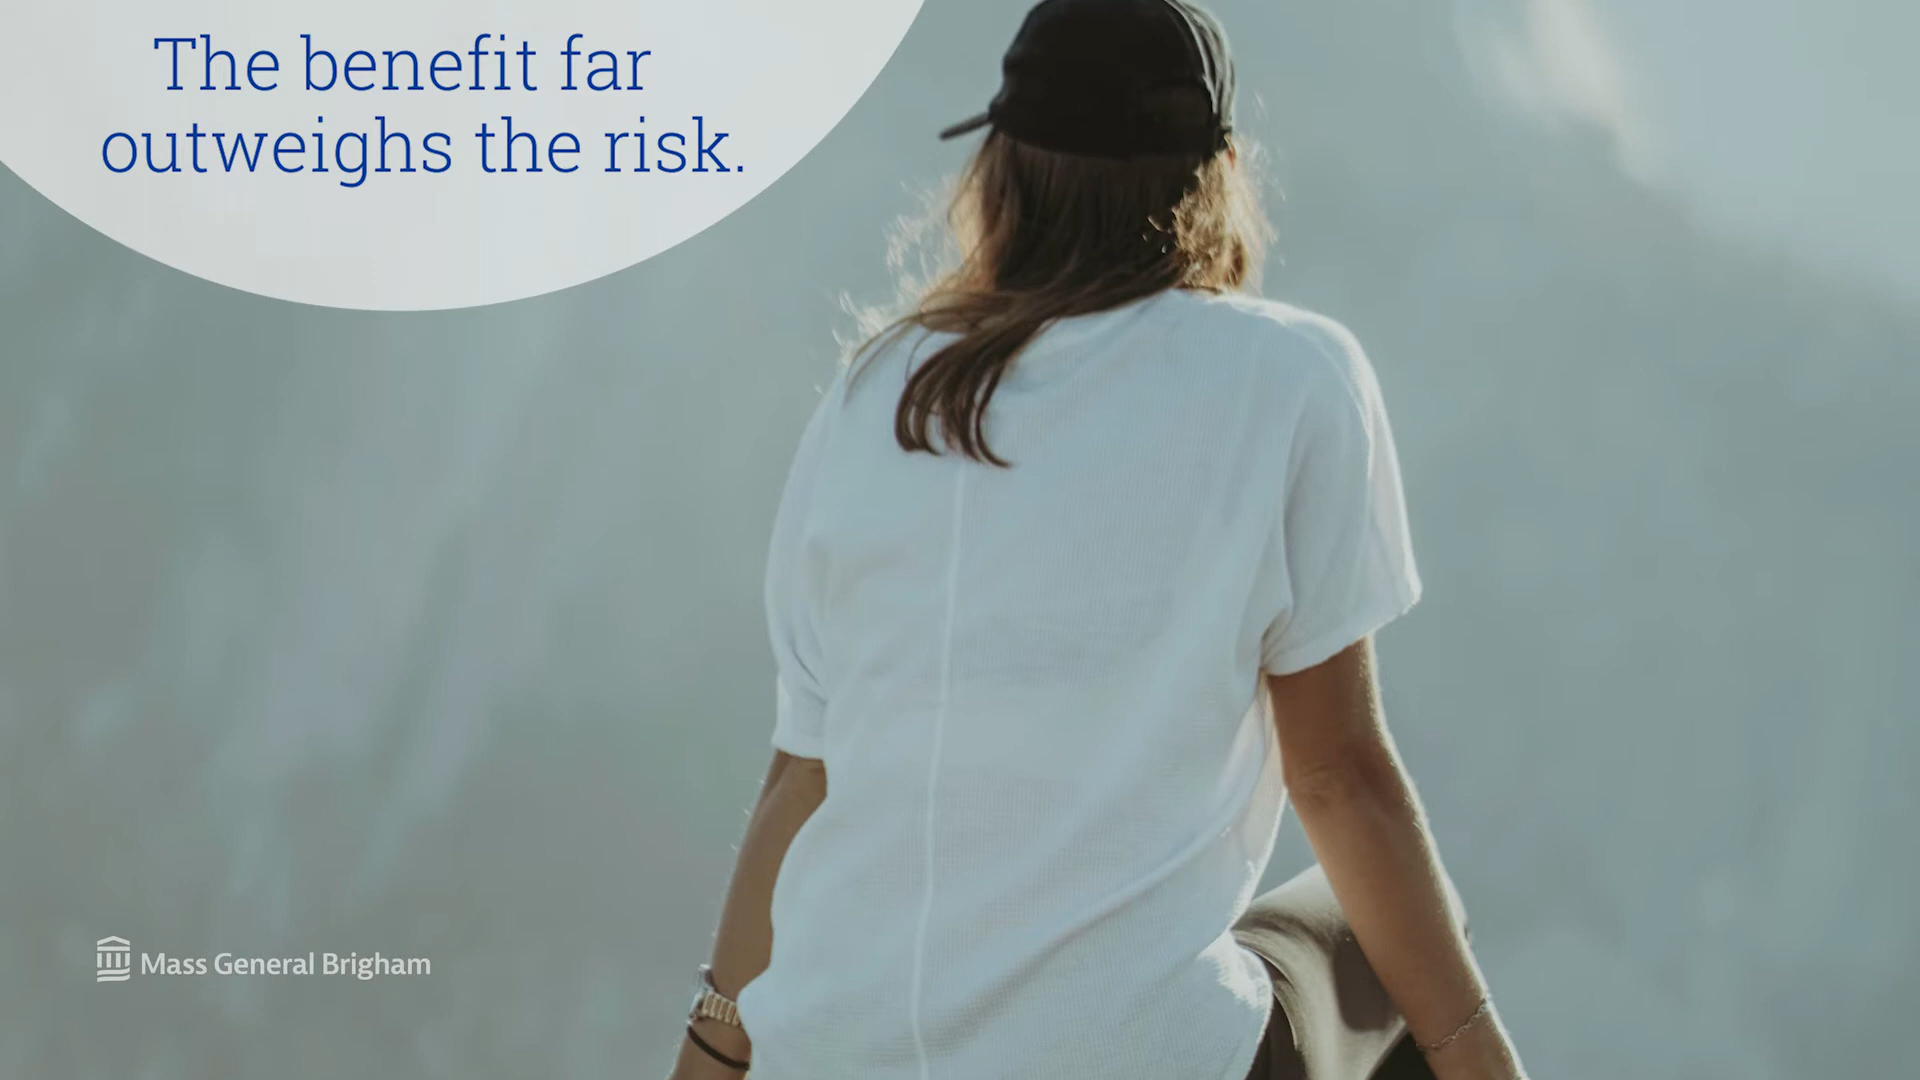 The benefit far
outweighs the risk.
Mass General Brigham